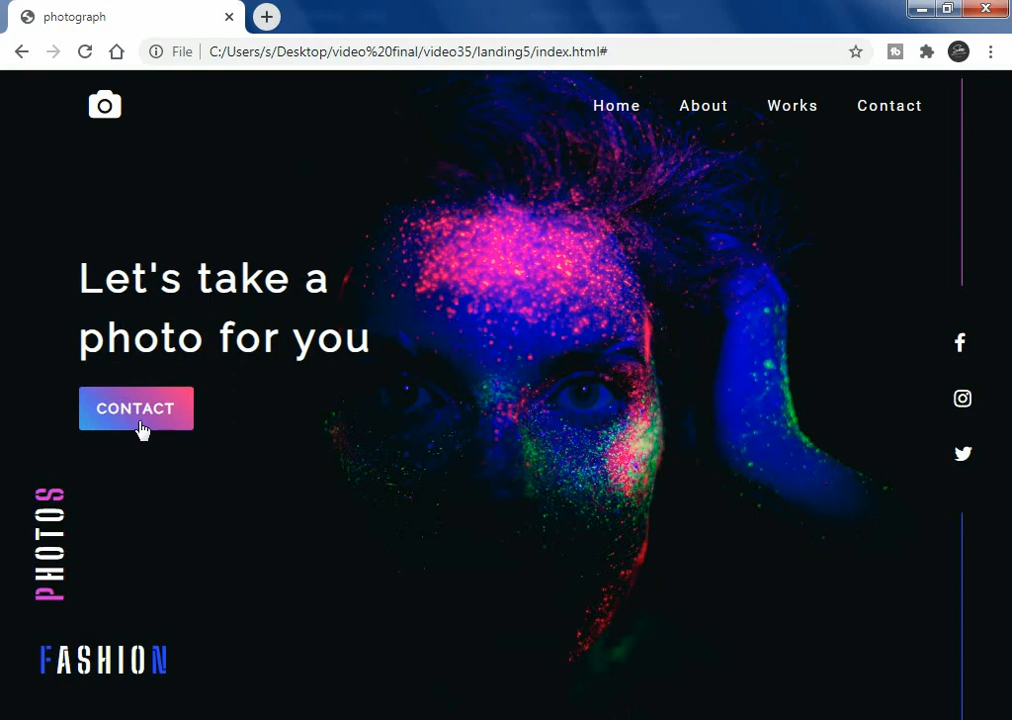 photograph
File C:/Users/s/Desktop/video%20final/video35/landing5/index.html#
Home About Works Contact
Let's take a
photo for you
CONTACT
PHOTOS
FASHION